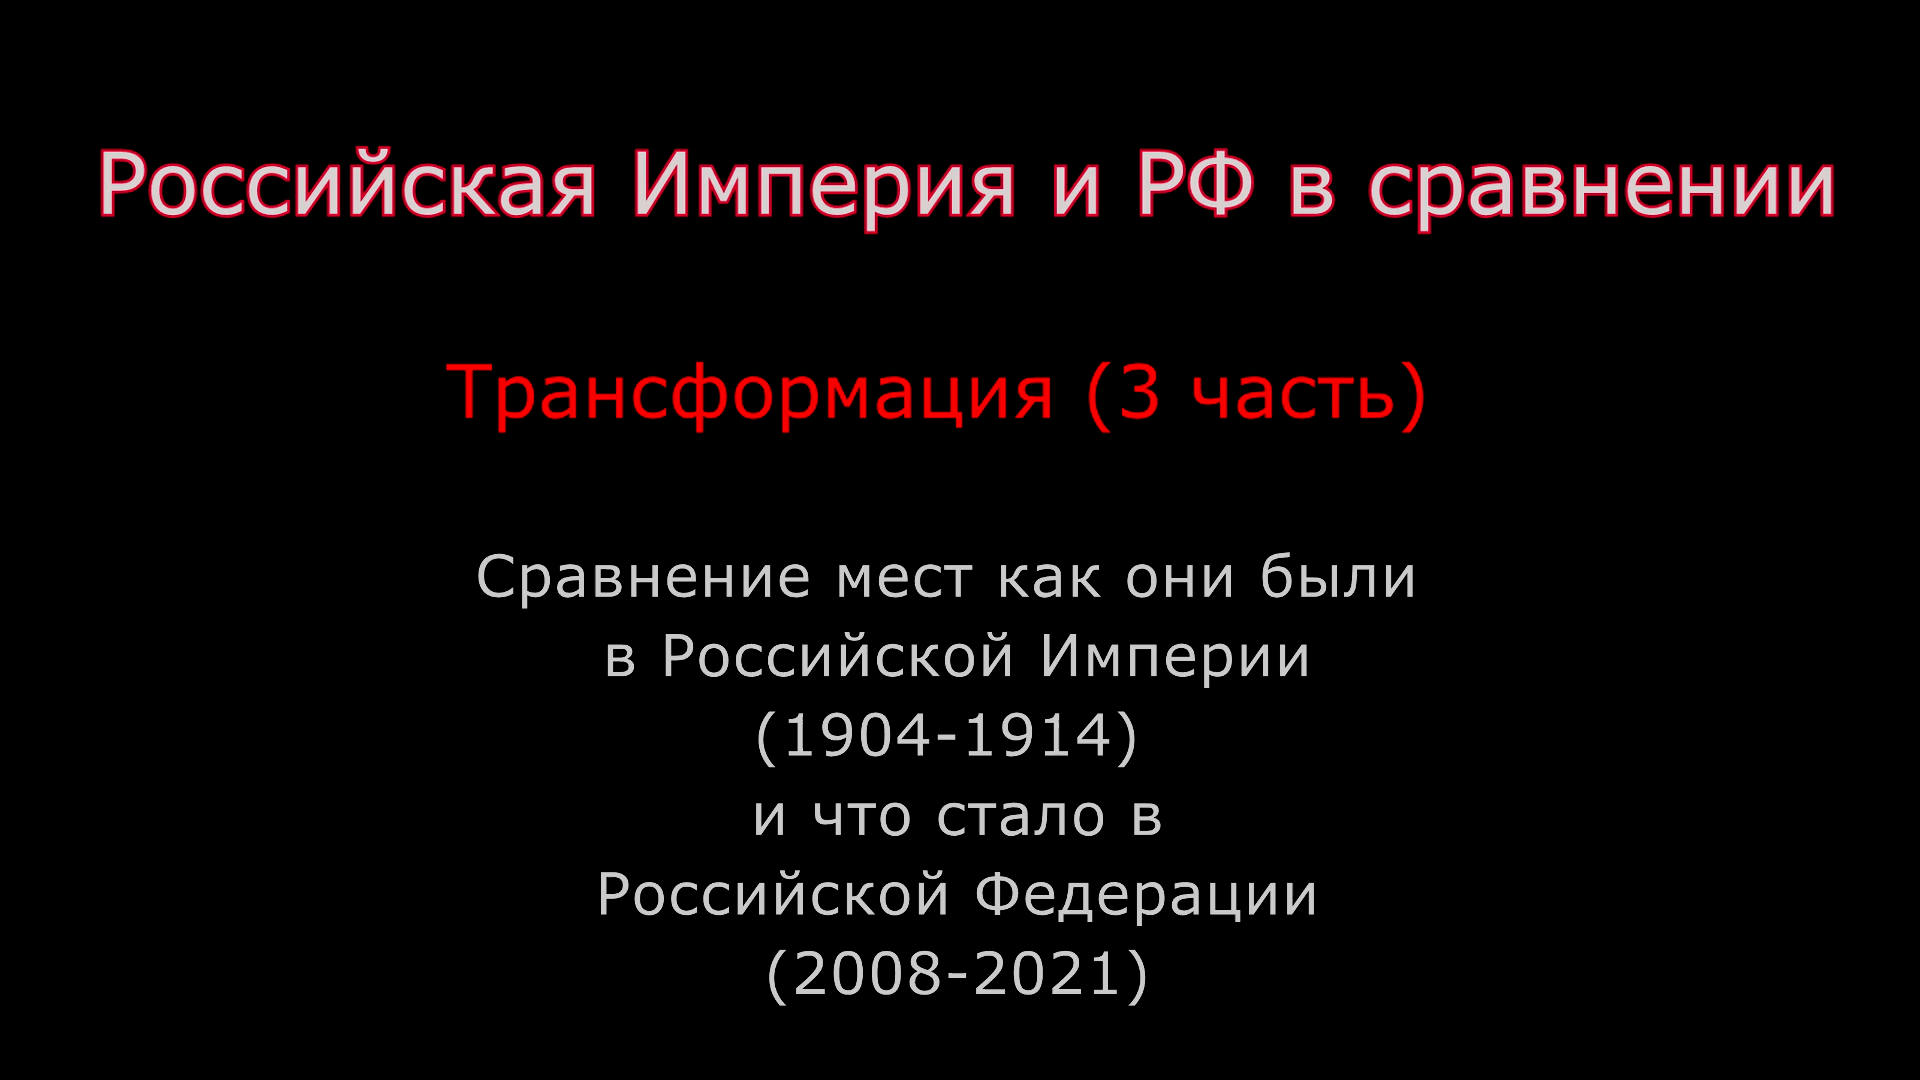 Российская Империя и РФ в сравнении
Трансформация (3 часть)
Сравнение мест как они были
в Российской Империи
(1904-1914)
и что стало в
Российской Федерации
(2008-2021)